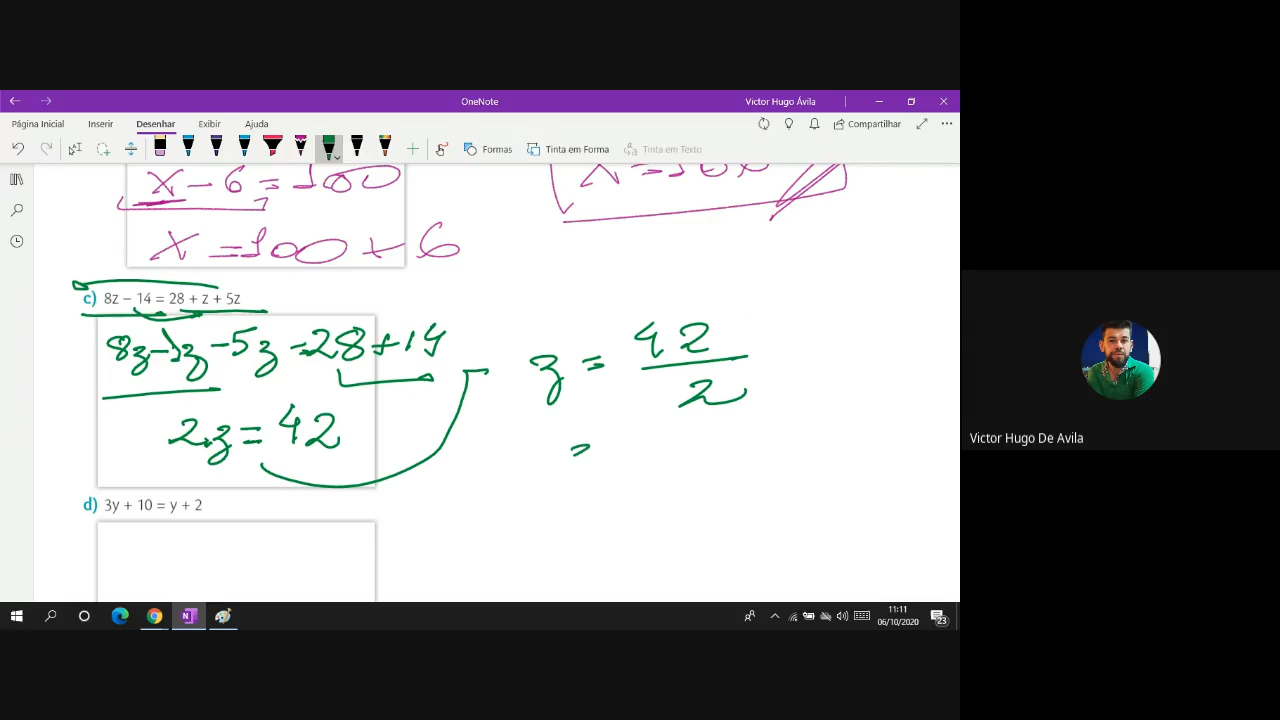 OneNote
Victor Hugo Ávila
Página Inicial
Inserir
Desenhar
Exibir
Ajuda
Compartilhar
Formas
Tinta em Forma
Tinta em Texto
x - 6 = 100
x = 100 + 6
c) 8z – 14 = 28 + z + 5z
8z - 1z - 5z = 28 + 14
2.z = 42
z = 42
2
=
d) 3y + 10 = y + 2
Victor Hugo De Avila
11:11
06/10/2020
23